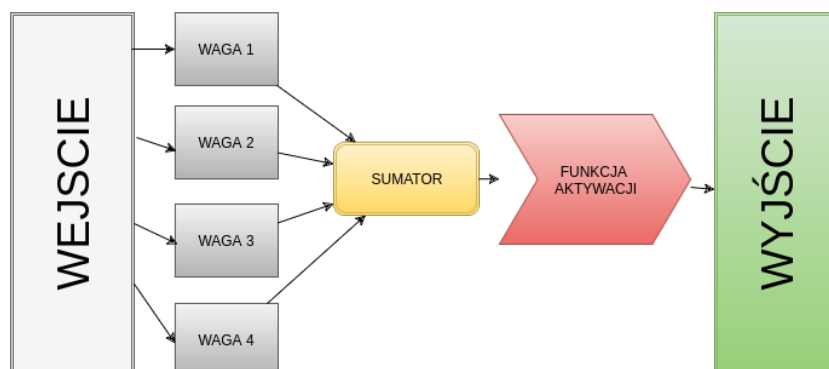 WEJSCIE
WAGA 1
WAGA 2
WAGA 3
WAGA 4
SUMATOR
FUNKCJA
AKTYWACJI
WYJŚCIE